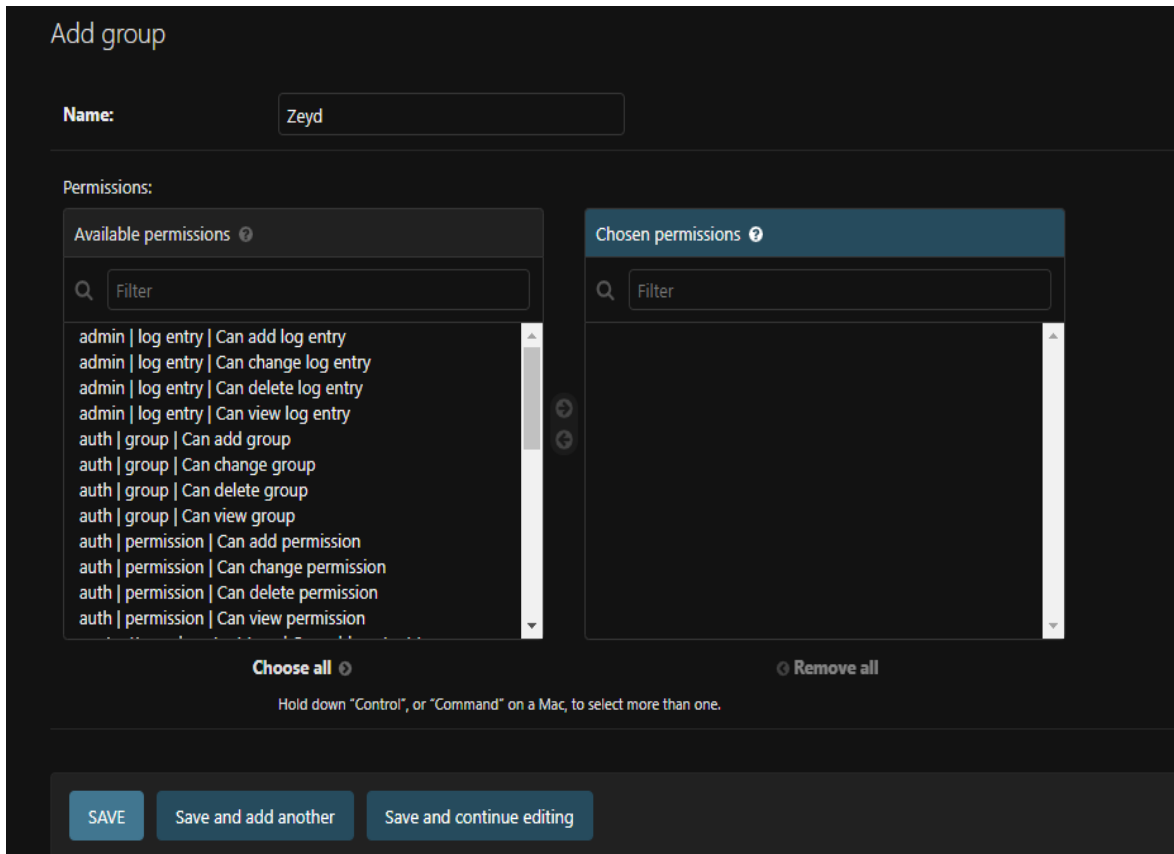 Add group
Name:
Zeyd
Permissions:
Available permissions
Chosen permissions
Filter
Filter
admin | log entry | Can add log entry
admin | log entry | Can change log entry
admin | log entry | Can delete log entry
admin | log entry | Can view log entry
auth | group | Can add group
auth | group | Can change group
auth | group | Can delete group
auth | group | Can view group
auth | permission | Can add permission
auth | permission | Can change permission
auth | permission | Can delete permission
auth | permission | Can view permission
Choose all
Remove all
Hold down “Control”, or “Command” on a Mac, to select more than one.
SAVE
Save and add another
Save and continue editing